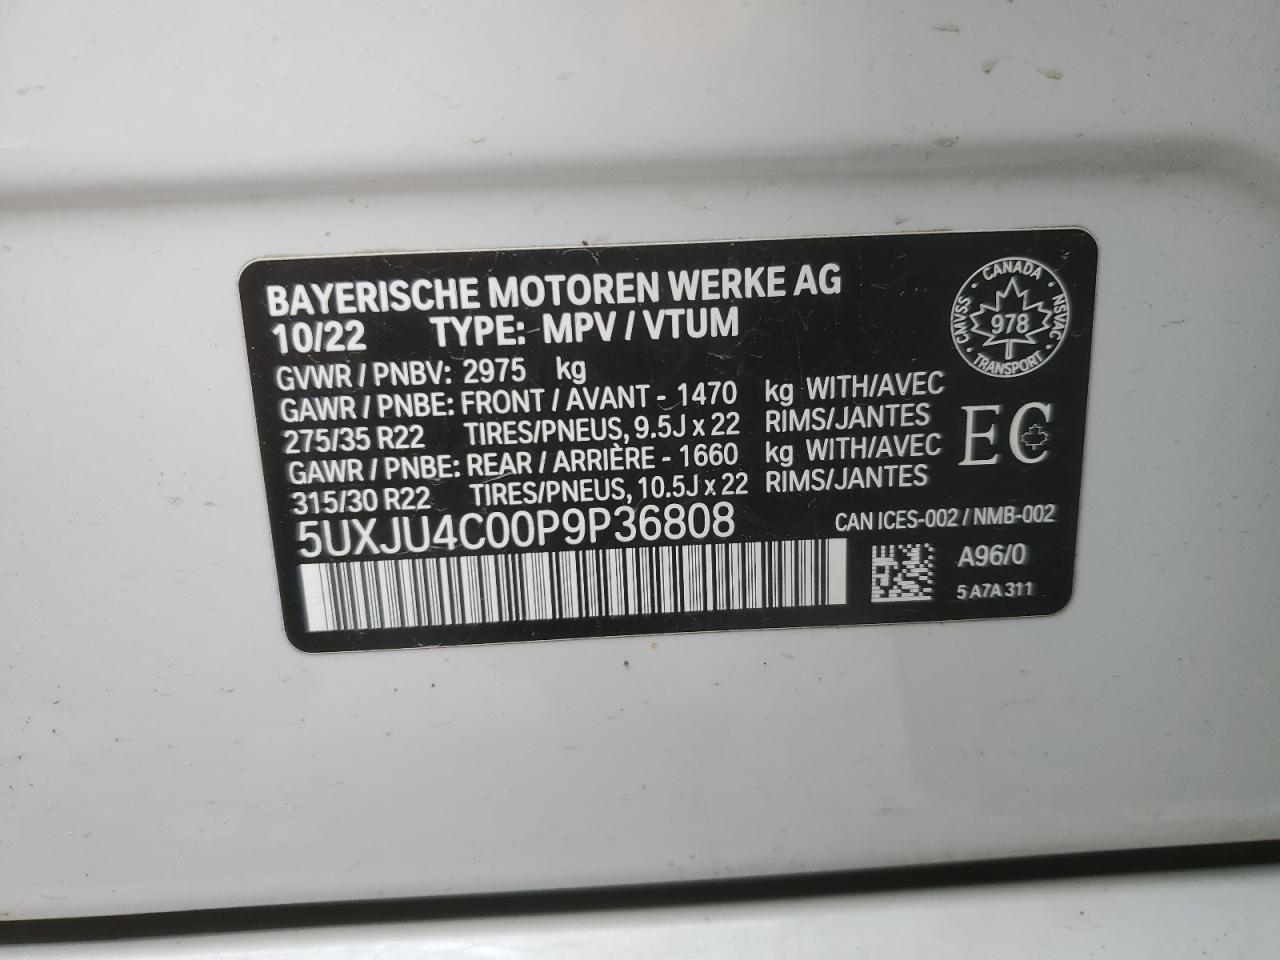 BAYERISCHE MOTOREN WERKE AG
10/22 TYPE: MPV / VTUM
GVWR / PNBV: 2975 kg
GAWR / PNBE: FRONT / AVANT - 1470 kg WITH/AVEC
275/35 R22 TIRES/PNEUS, 9.5J x 22 RIMS/JANTES
GAWR / PNBE: REAR / ARRIÈRE - 1660 kg WITH/AVEC
315/30 R22 TIRES/PNEUS, 10.5J x 22 RIMS/JANTES
5UXJU4C00P9P36808
CANADA
CMVSS 978 NSVAC
TRANSPORT
EC
CAN ICES-002 / NMB-002
A96/0
5 A7A 311